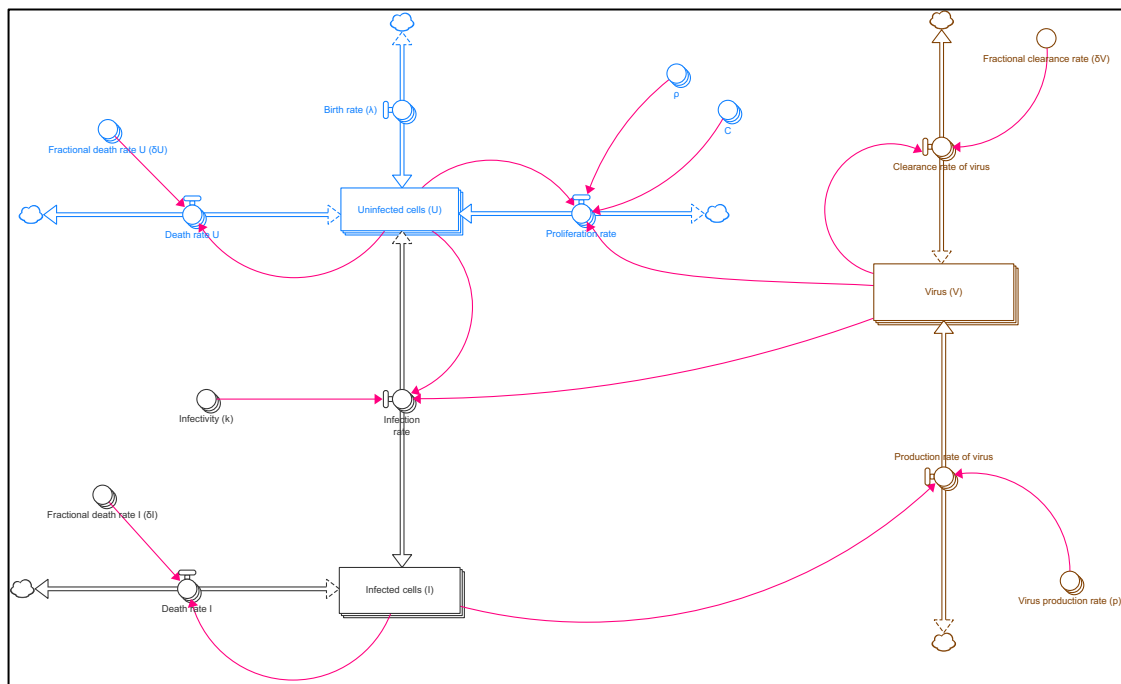 Fractional clearance rate (δV)
ρ
Birth rate (λ)
C
Fractional death rate U (δU)
Clearance rate of virus
Uninfected cells (U)
Death rate U
Proliferation rate
Virus (V)
Infectivity (k)
Infection
rate
Production rate of virus
Fractional death rate I (δI)
Infected cells (I)
Death rate I
Virus production rate (p)